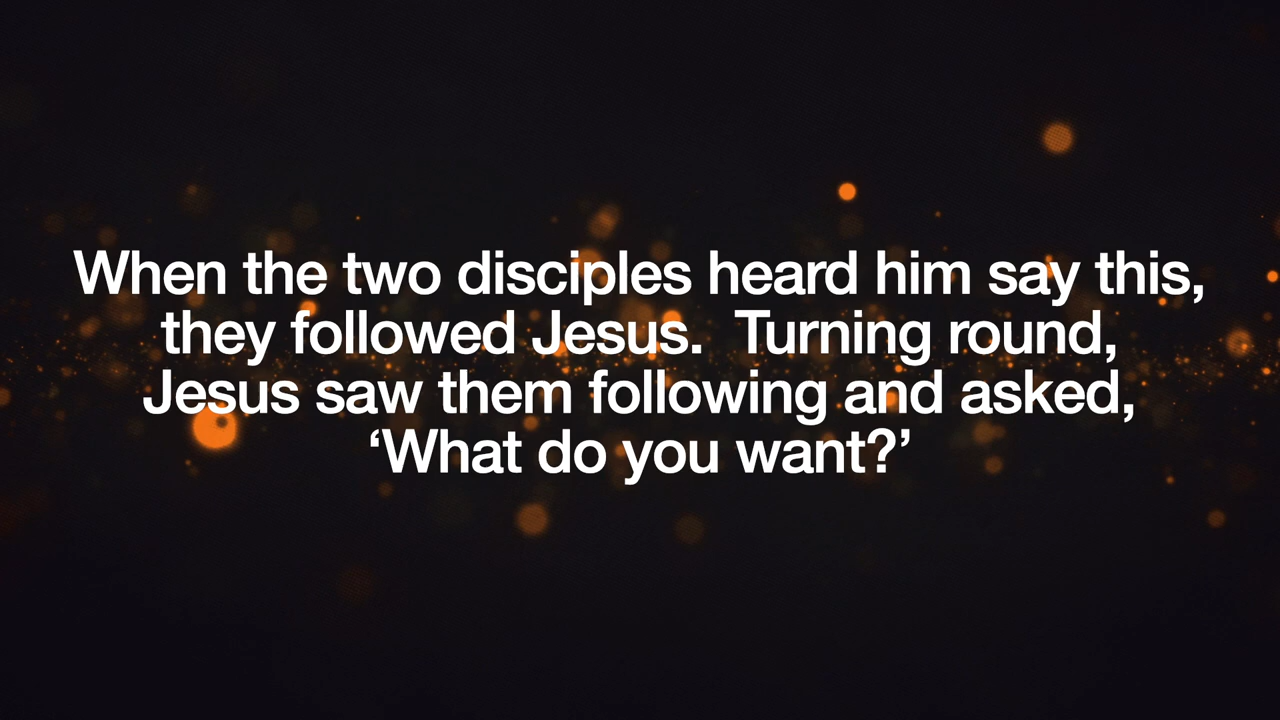 When the two disciples heard him say this,
they followed Jesus.  Turning round,
Jesus saw them following and asked,
‘What do you want?’